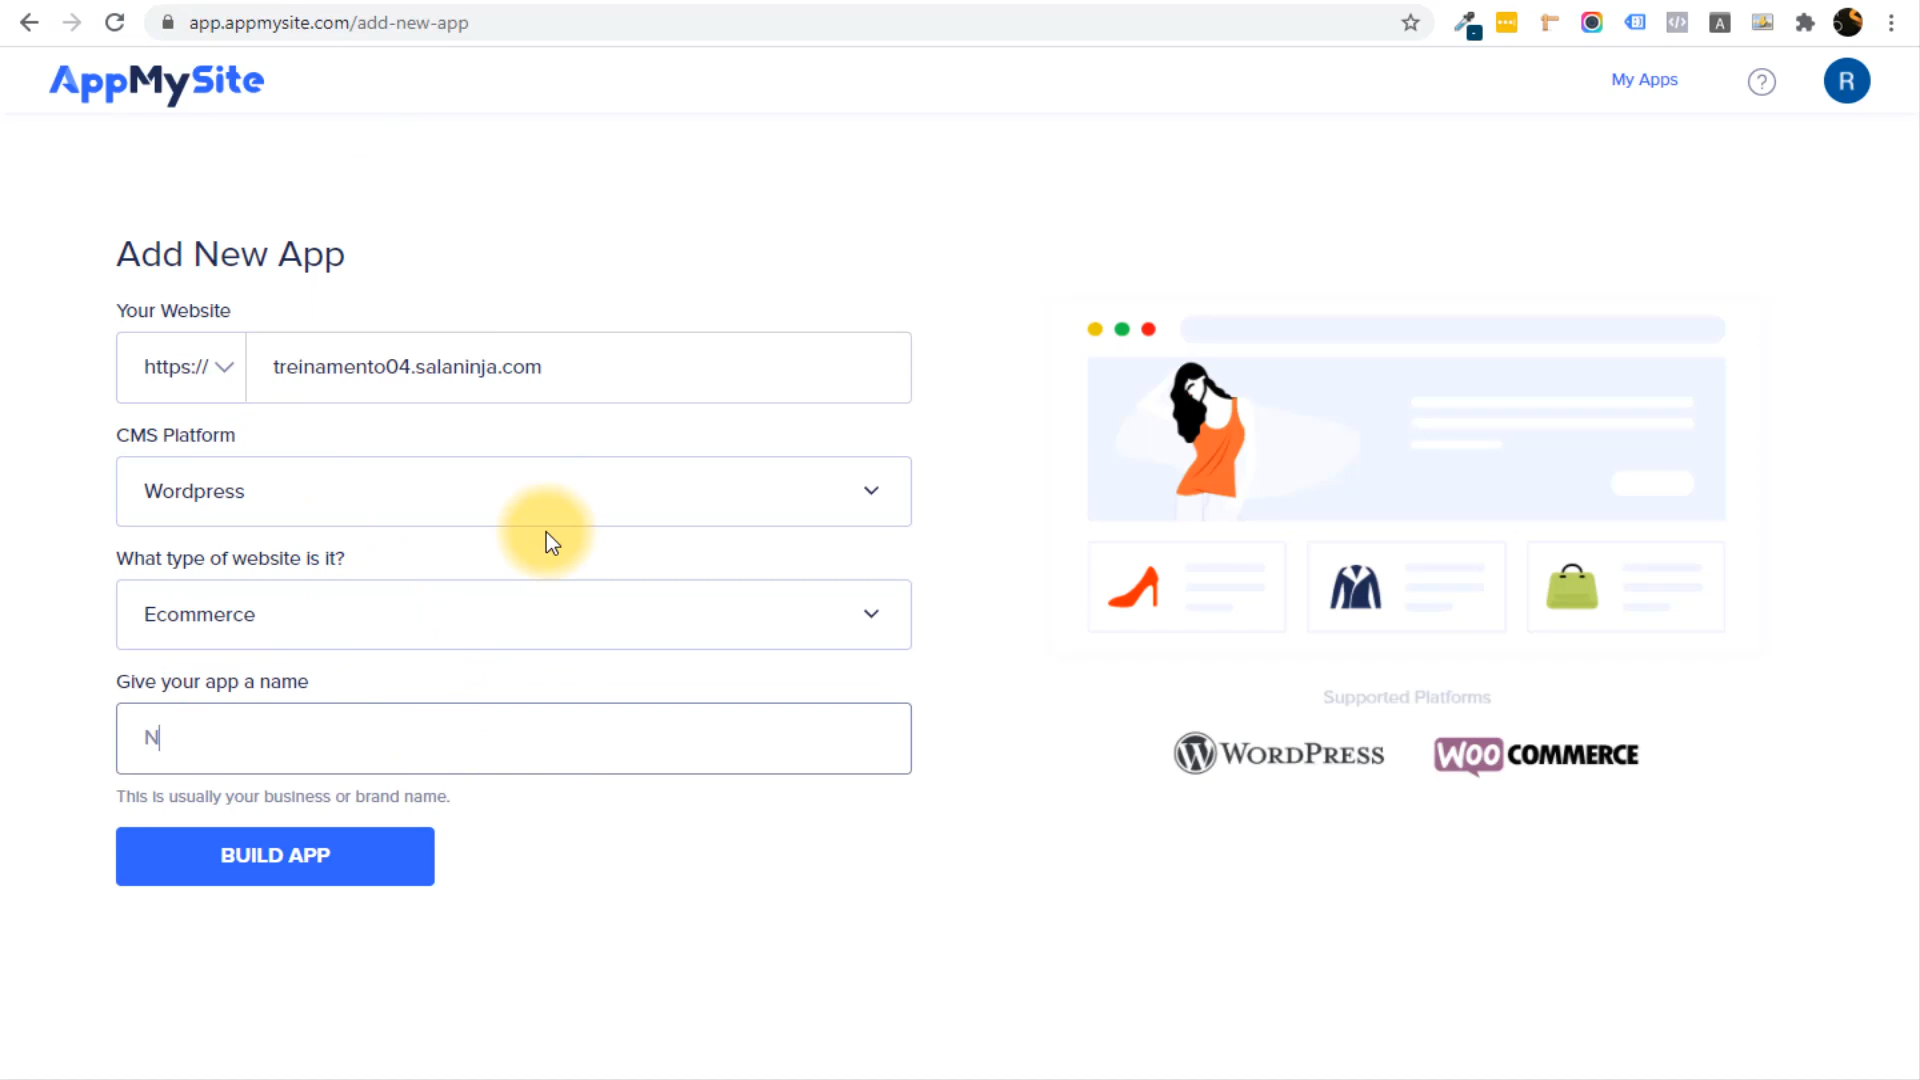 app.appmysite.com/add-new-app
A
AppMySite
My Apps
?
R
Add New App
Your Website
https://
treinamento04.salaninja.com
CMS Platform
Wordpress
What type of website is it?
Ecommerce
Give your app a name
N
This is usually your business or brand name.
BUILD APP
Supported Platforms
WORDPRESS
WOO COMMERCE